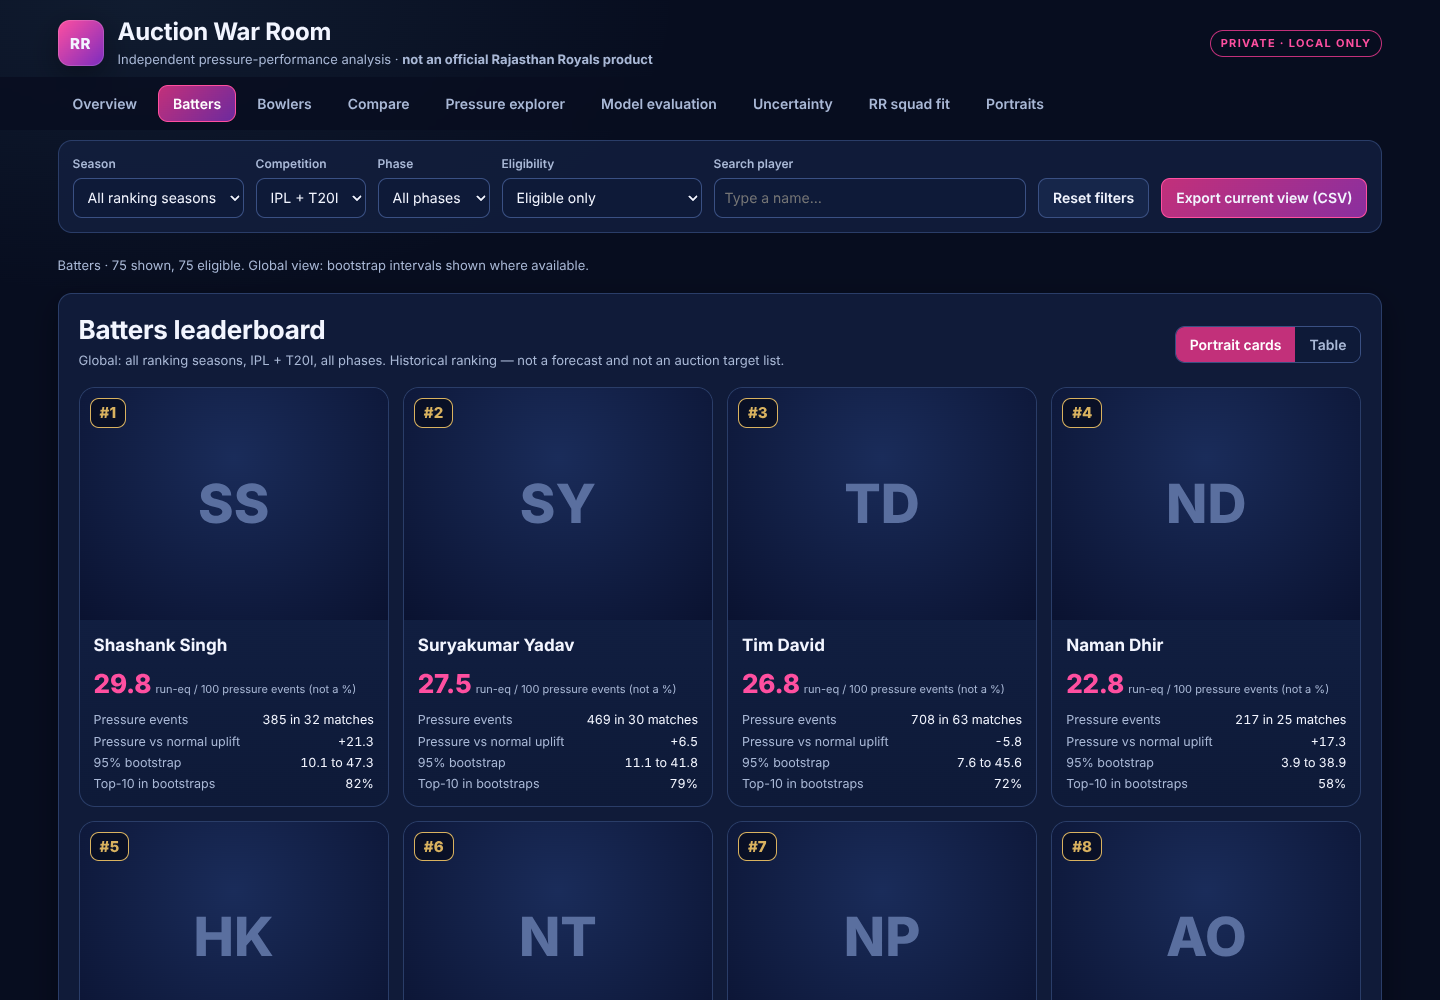 RR
Auction War Room
Independent pressure-performance analysis · not an official Rajasthan Royals product
PRIVATE · LOCAL ONLY
Overview Batters Bowlers Compare Pressure explorer Model evaluation Uncertainty RR squad fit Portraits
Season Competition Phase Eligibility Search player
All ranking seasons IPL + T20I All phases Eligible only Type a name... Reset filters Export current view (CSV)
Batters · 75 shown, 75 eligible. Global view: bootstrap intervals shown where available.
Batters leaderboard
Global: all ranking seasons, IPL + T20I, all phases. Historical ranking — not a forecast and not an auction target list.
Portrait cards Table
#1
SS
Shashank Singh
29.8 run-eq / 100 pressure events (not a %)
Pressure events 385 in 32 matches
Pressure vs normal uplift +21.3
95% bootstrap 10.1 to 47.3
Top-10 in bootstraps 82%
#2
SY
Suryakumar Yadav
27.5 run-eq / 100 pressure events (not a %)
Pressure events 469 in 30 matches
Pressure vs normal uplift +6.5
95% bootstrap 11.1 to 41.8
Top-10 in bootstraps 79%
#3
TD
Tim David
26.8 run-eq / 100 pressure events (not a %)
Pressure events 708 in 63 matches
Pressure vs normal uplift -5.8
95% bootstrap 7.6 to 45.6
Top-10 in bootstraps 72%
#4
ND
Naman Dhir
22.8 run-eq / 100 pressure events (not a %)
Pressure events 217 in 25 matches
Pressure vs normal uplift +17.3
95% bootstrap 3.9 to 38.9
Top-10 in bootstraps 58%
#5
HK
#6
NT
#7
NP
#8
AO